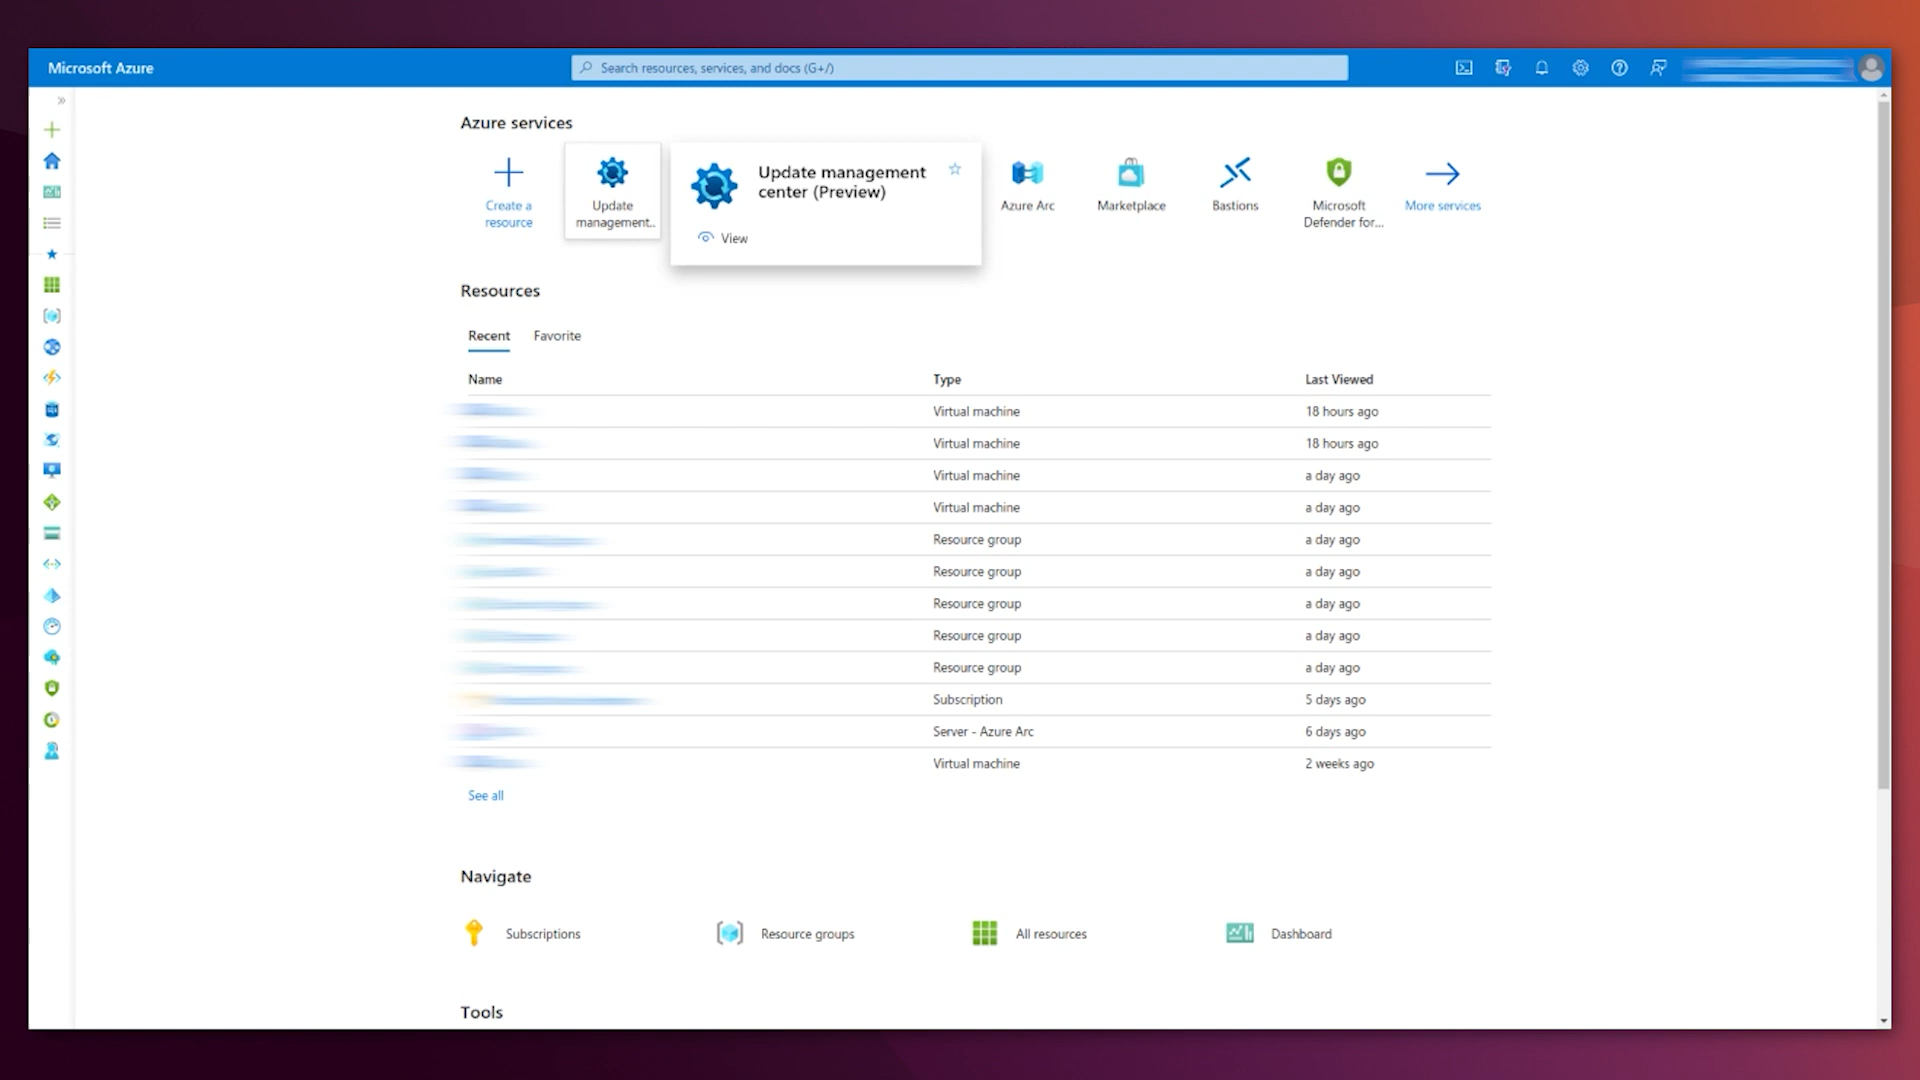 Microsoft Azure
Search resources, services, and docs (G+/)
Azure services
Create a
resource
Update
management..
Update management
center (Preview)
View
Azure Arc
Marketplace
Bastions
Microsoft
Defender for...
More services
Resources
Recent Favorite
Name Type Last Viewed
Virtual machine 18 hours ago
Virtual machine 18 hours ago
Virtual machine a day ago
Virtual machine a day ago
Resource group a day ago
Resource group a day ago
Resource group a day ago
Resource group a day ago
Resource group a day ago
Subscription 5 days ago
Server - Azure Arc 6 days ago
Virtual machine 2 weeks ago
See all
Navigate
Subscriptions Resource groups All resources Dashboard
Tools